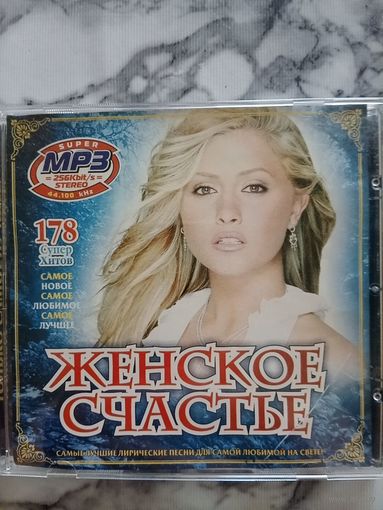 SUPER
MP3
256Kbit/s
STEREO
44.100 kHz
178
Супер
Хитов
САМОЕ
НОВОЕ
САМОЕ
ЛЮБИМОЕ
САМОЕ
ЛУЧШЕЕ
ЖЕНСКОЕ
СЧАСТЬЕ
САМЫЕ ЛУЧШИЕ ЛИРИЧЕСКИЕ ПЕСНИ ДЛЯ САМОЙ ЛЮБИМОЙ НА СВЕТЕ!